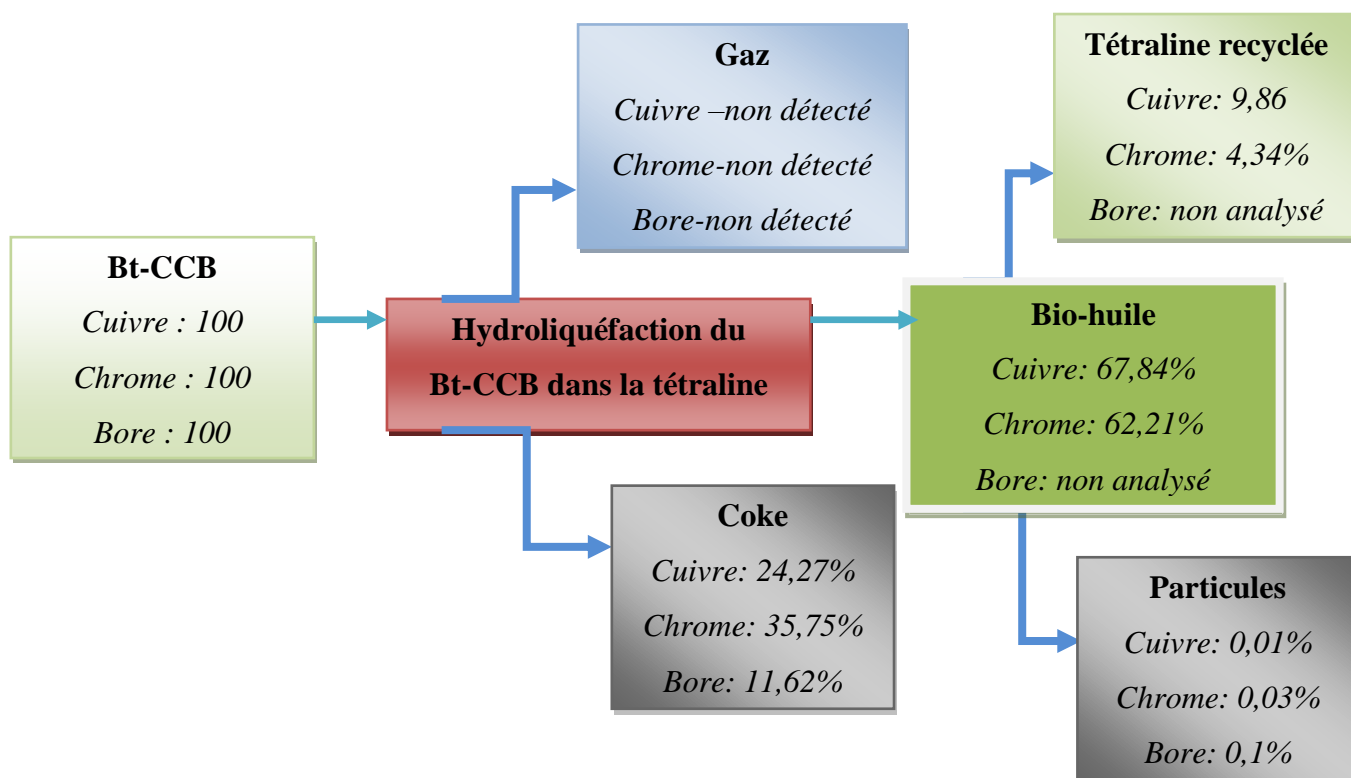 Bt-CCB
Cuivre : 100
Chrome : 100
Bore : 100
Gaz
Cuivre –non détecté
Chrome-non détecté
Bore-non détecté
Hydroliquéfaction du
Bt-CCB dans la tétraline
Coke
Cuivre: 24,27%
Chrome: 35,75%
Bore: 11,62%
Tétraline recyclée
Cuivre: 9,86
Chrome: 4,34%
Bore: non analysé
Bio-huile
Cuivre: 67,84%
Chrome: 62,21%
Bore: non analysé
Particules
Cuivre: 0,01%
Chrome: 0,03%
Bore: 0,1%